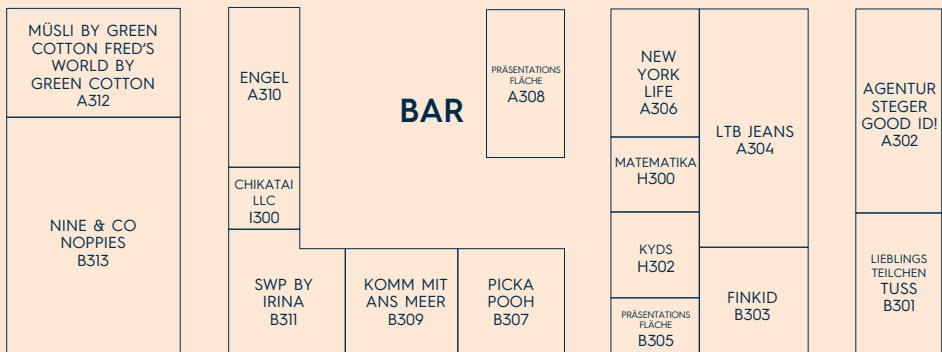 MÜSLI BY GREEN
COTTON FRED'S
WORLD BY
GREEN COTTON
A312
NINE & CO
NOPPIES
B313
ENGEL
A310
CHIKATAI
LLC
I300
SWP BY
IRINA
B311
KOMM MIT
ANS MEER
B309
PICKA
POOH
B307
BAR
PRÄSENTATIONS
FLÄCHE
A308
NEW
YORK
LIFE
A306
MATEMATIKA
H300
KYDS
H302
PRÄSENTATIONS
FLÄCHE
B305
LTB JEANS
A304
FINKID
B303
AGENTUR
STEGER
GOOD ID!
A302
LIEBLINGS
TEILCHEN
TUSS
B301